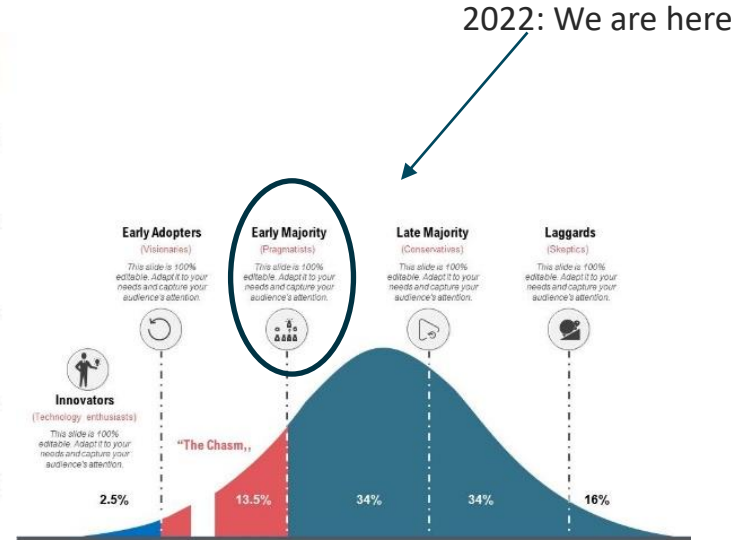 2022: We are here
Early Adopters
(Visionaries)
This slide is 100%
editable. Adapt it to your
needs and capture your
audience's attention.
Early Majority
(Pragmatists)
This slide is 100%
editable. Adapt it to your
needs and capture your
audience's attention.
Late Majority
(Conservatives)
This slide is 100%
editable. Adapt it to your
needs and capture your
audience's attention.
Laggards
(Skeptics)
This slide is 100%
editable. Adapt it to your
needs and capture your
audience's attention.
Innovators
(Technology enthusiasts)
This slide is 100%
editable. Adapt it to your
needs and capture your
audience's attention.
"The Chasm,,
2.5%
13.5%
34%
34%
16%